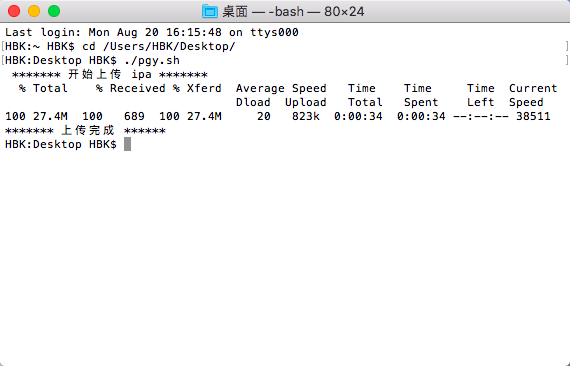 桌面 — -bash — 80×24
Last login: Mon Aug 20 16:15:48 on ttys000
[HBK:~ HBK$ cd /Users/HBK/Desktop/ ]
[HBK:Desktop HBK$ ./pgy.sh ]
******* 开始上传 ipa *******
% Total % Received % Xferd Average Speed Time Time Time Current
Dload Upload Total Spent Left Speed
100 27.4M 100 689 100 27.4M 20 823k 0:00:34 0:00:34 --:--:-- 38511
******* 上传完成 ******
HBK:Desktop HBK$